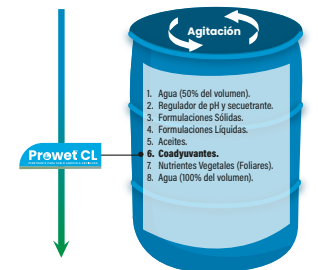 Agitación
1. Agua (50% del volumen).
2. Regulador de pH y secuetrante.
3. Formulaciones Sólidas.
4. Formulaciones Líquidas.
5. Aceites.
6. Coadyuvantes.
7. Nutrientes Vegetales (Foliares).
8. Agua (100% del volumen).
Prowet CL